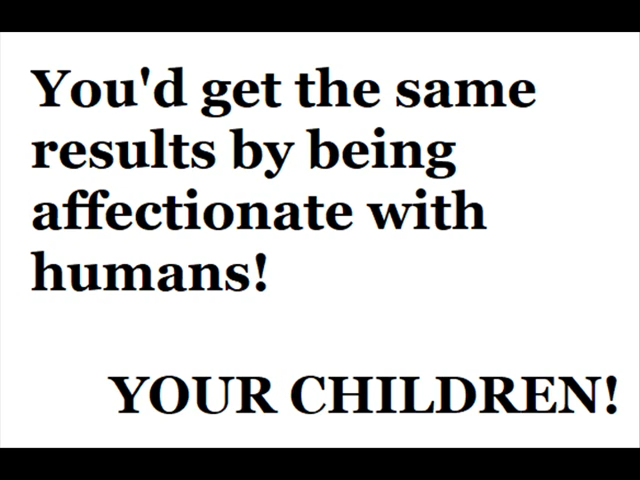 You'd get the same
results by being
affectionate with
humans!
YOUR CHILDREN!